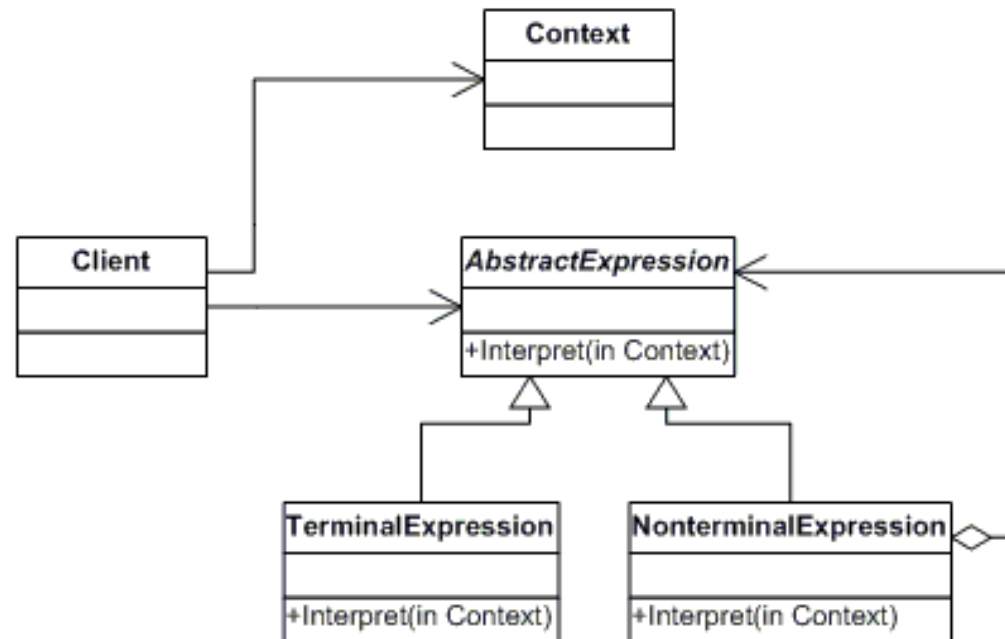 Context
Client
AbstractExpression
+Interpret(in Context)
TerminalExpression
+Interpret(in Context)
NonterminalExpression
+Interpret(in Context)